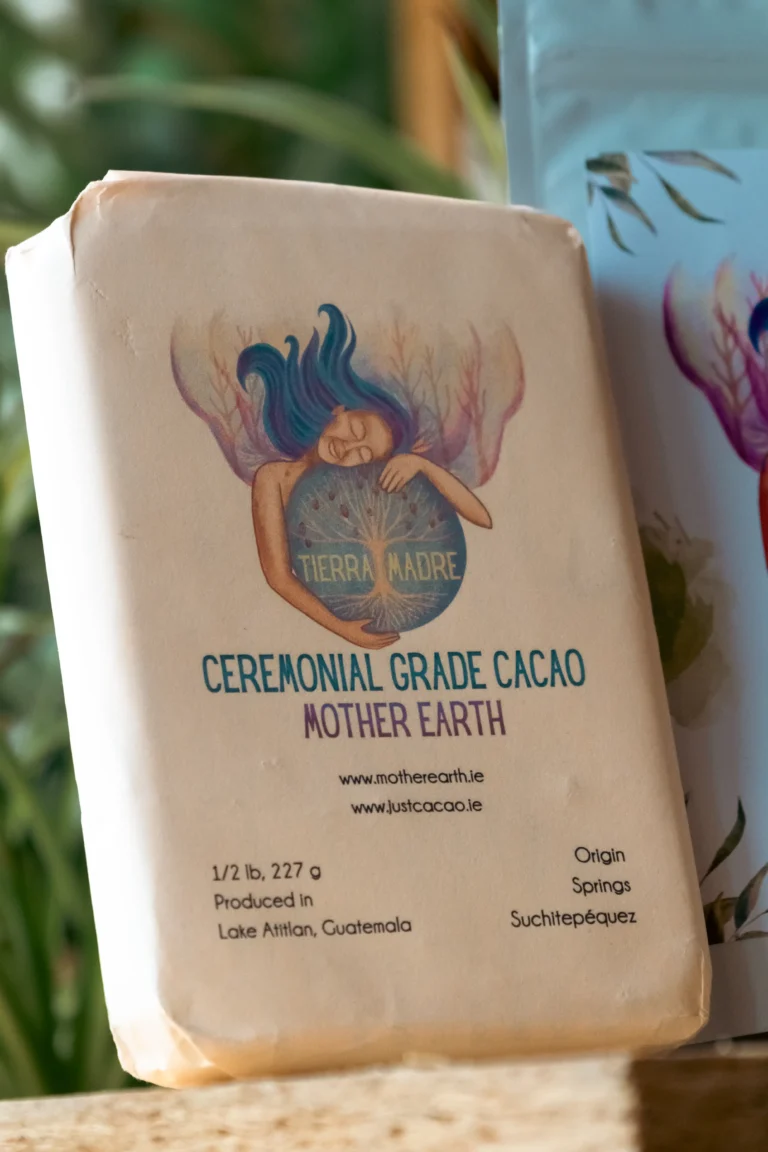 TIERRA MADRE
CEREMONIAL GRADE CACAO
MOTHER EARTH
www.motherearth.ie
www.justcacao.ie
1/2 lb, 227 g
Produced in
Lake Atitlan, Guatemala
Origin
Springs
Suchitepéquez